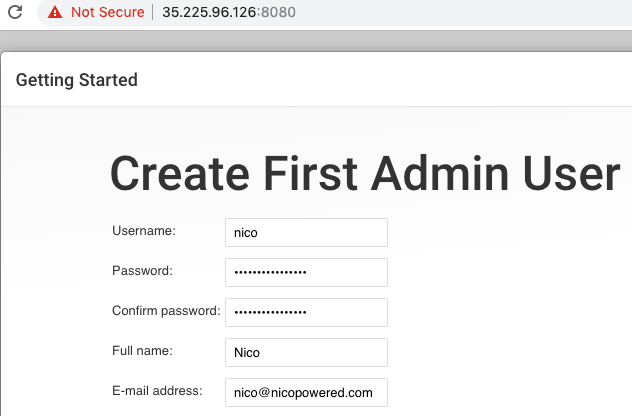 Not Secure | 35.225.96.126:8080
Getting Started
Create First Admin User
Username: nico
Password: ••••••••••••••••
Confirm password: ••••••••••••••••
Full name: Nico
E-mail address: nico@nicopowered.com